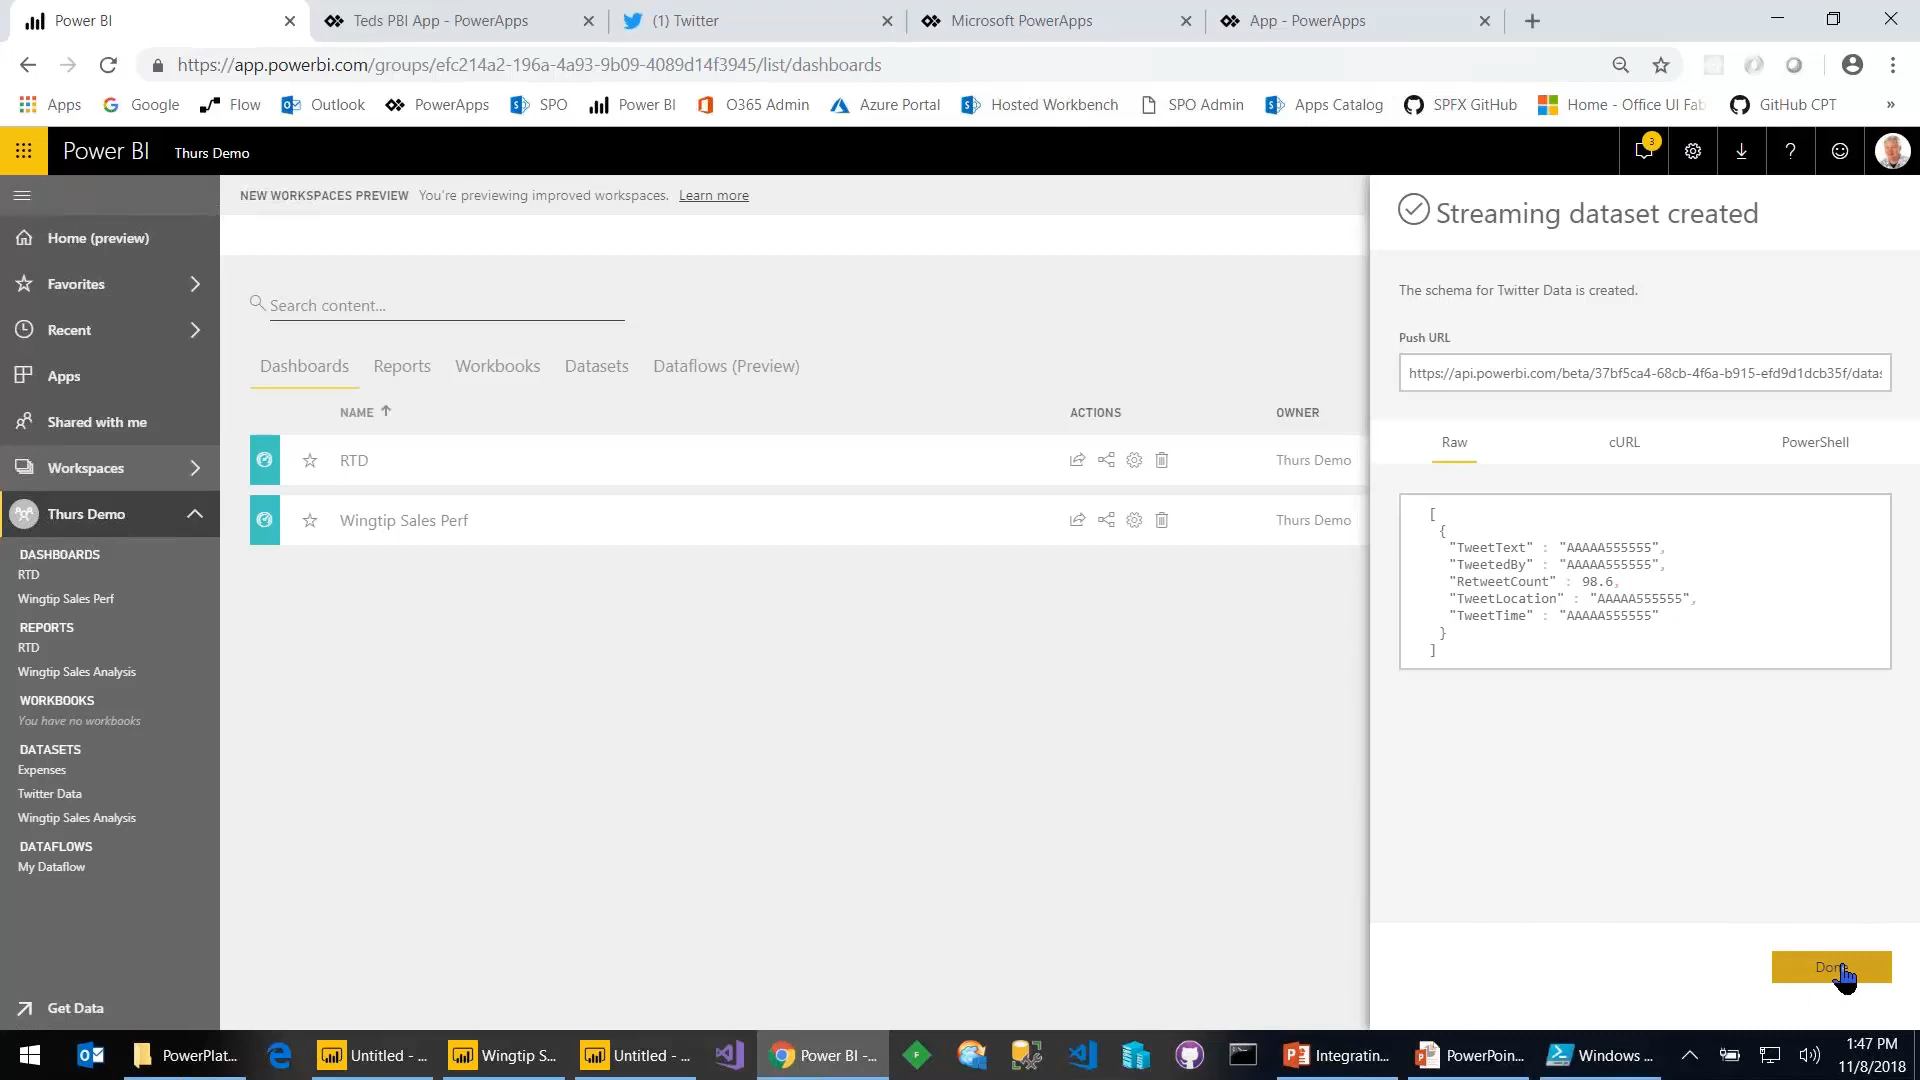 Power BI
Teds PBI App - PowerApps
(1) Twitter
Microsoft PowerApps
App - PowerApps
https://app.powerbi.com/groups/efc214a2-196a-4a93-9b09-4089d14f3945/list/dashboards
Apps Google Flow Outlook PowerApps SPO Power BI O365 Admin Azure Portal Hosted Workbench SPO Admin Apps Catalog SPFX GitHub Home - Office UI Fab GitHub CPT »
Power BI Thurs Demo 3
NEW WORKSPACES PREVIEW You're previewing improved workspaces. Learn more
Home (preview)
Favorites
Recent
Apps
Shared with me
Workspaces
Thurs Demo
DASHBOARDS
RTD
Wingtip Sales Perf
REPORTS
RTD
Wingtip Sales Analysis
WORKBOOKS
You have no workbooks
DATASETS
Expenses
Twitter Data
Wingtip Sales Analysis
DATAFLOWS
My Dataflow
Get Data
Search content...
Dashboards Reports Workbooks Datasets Dataflows (Preview)
NAME ACTIONS OWNER
RTD Thurs Demo
Wingtip Sales Perf Thurs Demo
Streaming dataset created
The schema for Twitter Data is created.
Push URL
https://api.powerbi.com/beta/37bf5ca4-68cb-4f6a-b915-efd9d1dcb35f/datas
Raw cURL PowerShell
[
{
"TweetText" : "AAAAA555555",
"TweetedBy" : "AAAAA555555",
"RetweetCount" : 98.6,
"TweetLocation" : "AAAAA555555",
"TweetTime" : "AAAAA555555"
}
]
Done
PowerPlat... Untitled - ... Wingtip S... Untitled - ... Power BI -... Integratin... PowerPoin... Windows ...
1:47 PM
11/8/2018